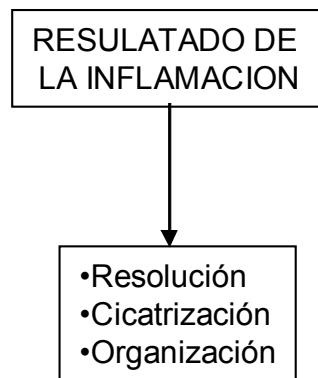 RESULATADO DE
LA INFLAMACION
•Resolución
•Cicatrización
•Organización